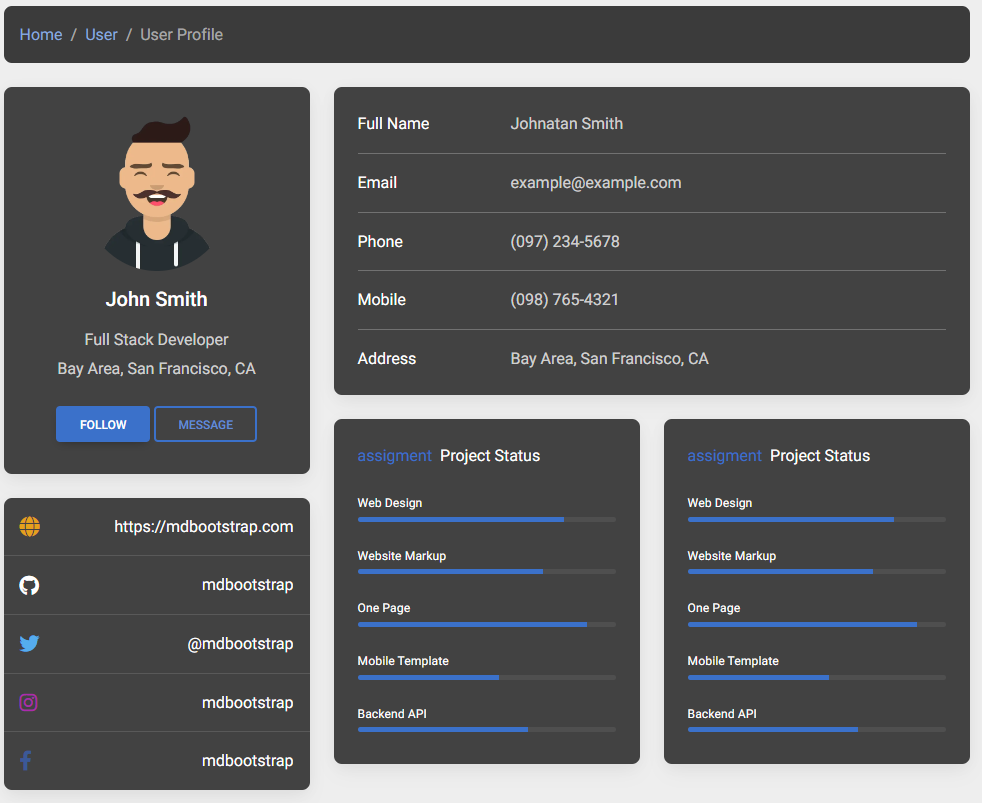 Home / User / User Profile
John Smith
Full Stack Developer
Bay Area, San Francisco, CA
FOLLOW MESSAGE
https://mdbootstrap.com
mdbootstrap
@mdbootstrap
mdbootstrap
mdbootstrap
Full Name Johnatan Smith
Email example@example.com
Phone (097) 234-5678
Mobile (098) 765-4321
Address Bay Area, San Francisco, CA
assigment Project Status
Web Design
Website Markup
One Page
Mobile Template
Backend API
assigment Project Status
Web Design
Website Markup
One Page
Mobile Template
Backend API